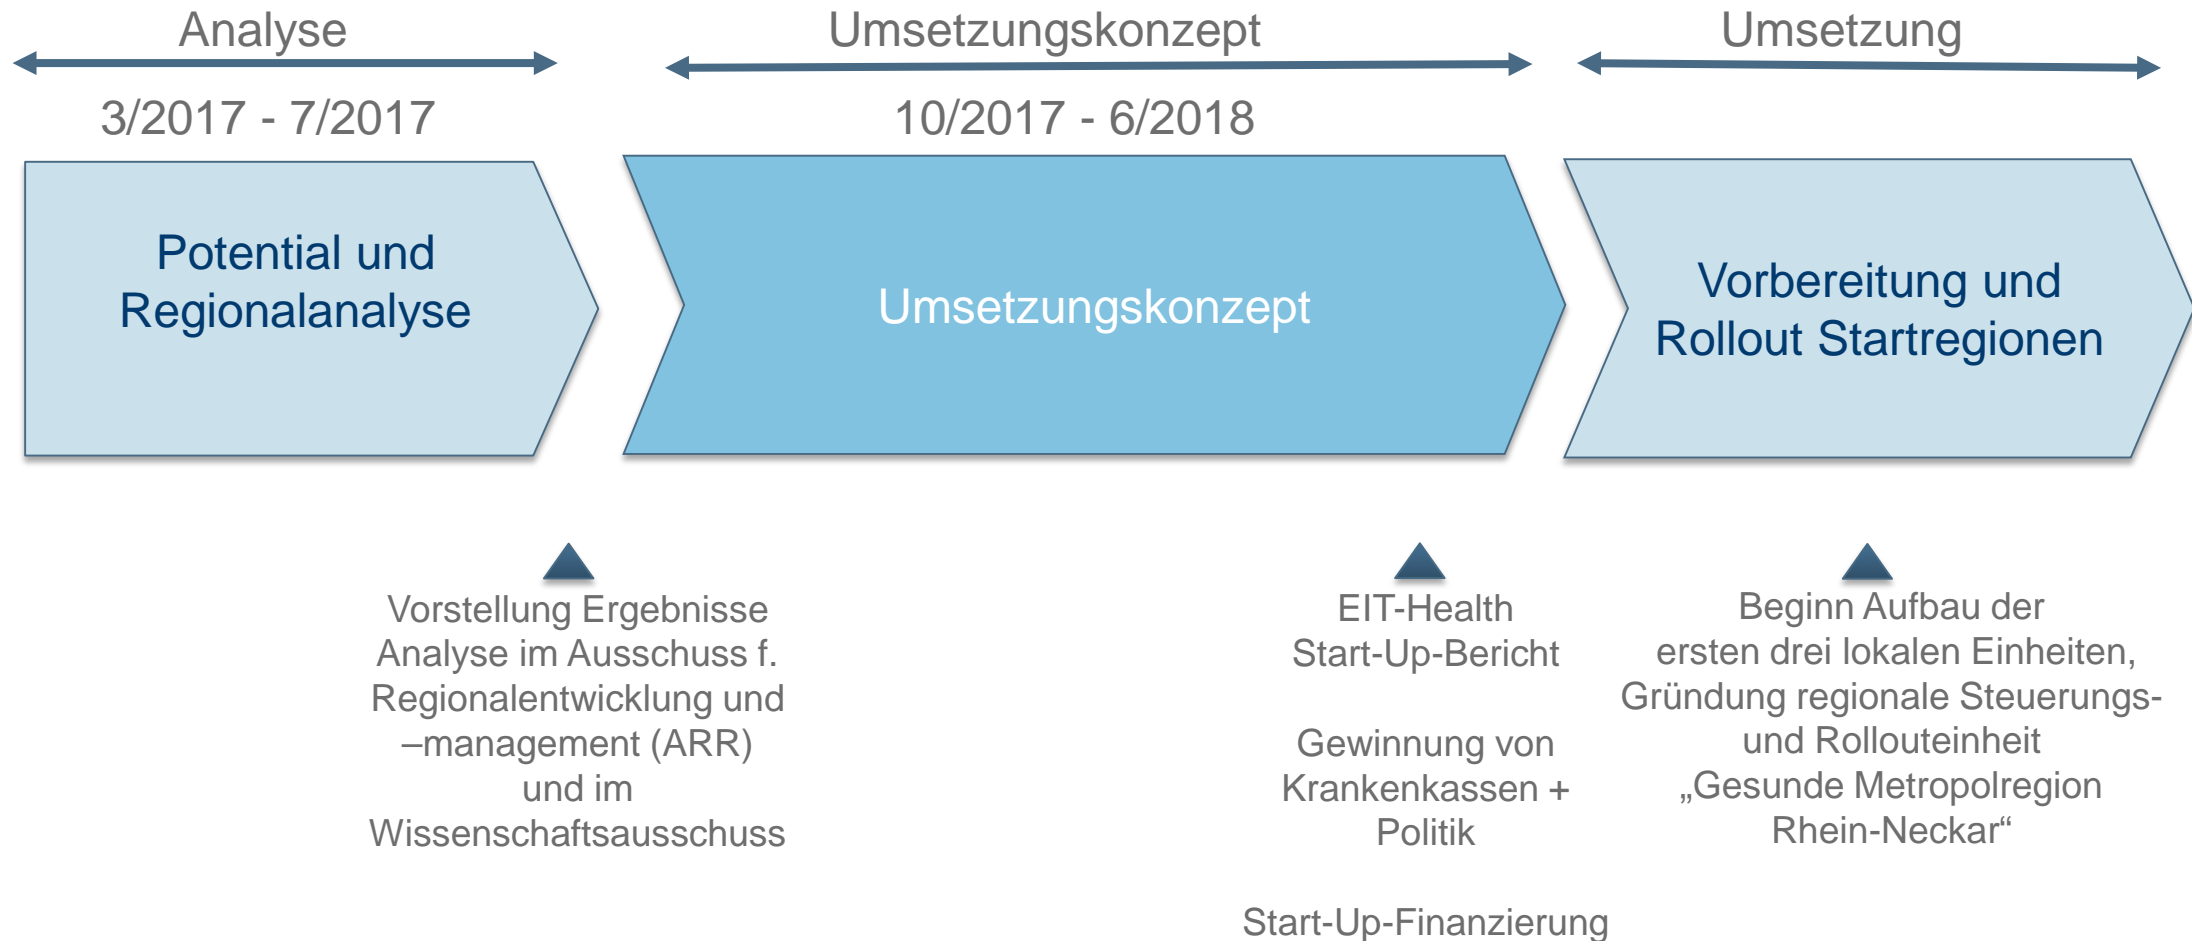 Analyse
Umsetzungskonzept
Umsetzung
3/2017 - 7/2017
10/2017 - 6/2018
Potential und
Regionalanalyse
Umsetzungskonzept
Vorbereitung und
Rollout Startregionen
Vorstellung Ergebnisse
Analyse im Ausschuss f.
Regionalentwicklung und
–management (ARR)
und im
Wissenschaftsausschuss
EIT-Health
Start-Up-Bericht
Gewinnung von
Krankenkassen +
Politik
Start-Up-Finanzierung
Beginn Aufbau der
ersten drei lokalen Einheiten,
Gründung regionale Steuerungs-
und Rollouteinheit
„Gesunde Metropolregion
Rhein-Neckar“